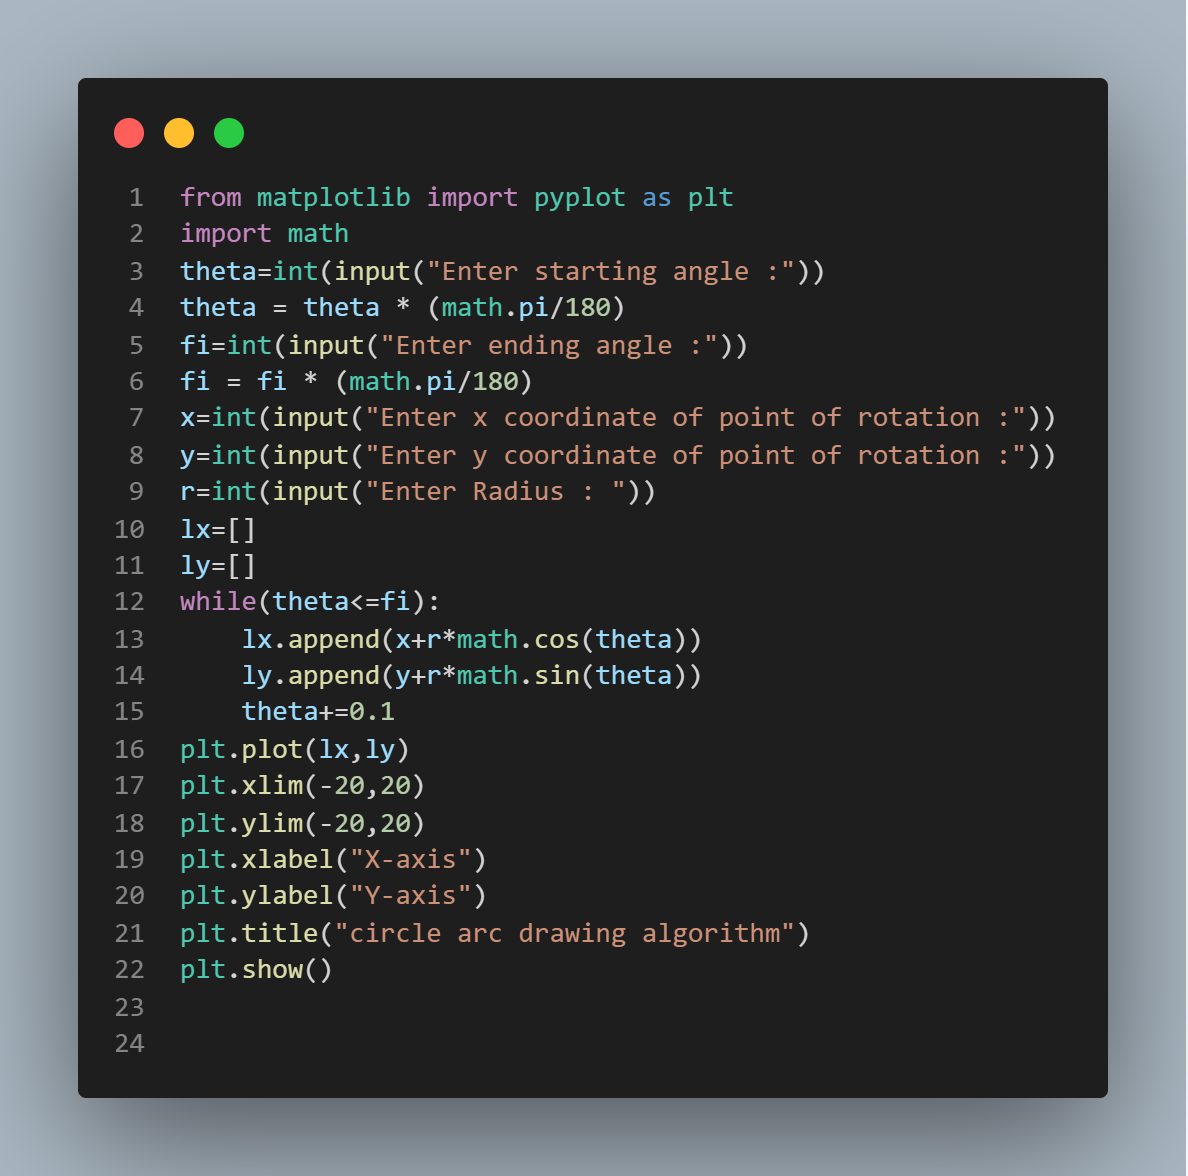 1 from matplotlib import pyplot as plt
2 import math
3 theta=int(input("Enter starting angle :"))
4 theta = theta * (math.pi/180)
5 fi=int(input("Enter ending angle :"))
6 fi = fi * (math.pi/180)
7 x=int(input("Enter x coordinate of point of rotation :"))
8 y=int(input("Enter y coordinate of point of rotation :"))
9 r=int(input("Enter Radius : "))
10 lx=[]
11 ly=[]
12 while(theta<=fi):
13     lx.append(x+r*math.cos(theta))
14     ly.append(y+r*math.sin(theta))
15     theta+=0.1
16 plt.plot(lx,ly)
17 plt.xlim(-20,20)
18 plt.ylim(-20,20)
19 plt.xlabel("X-axis")
20 plt.ylabel("Y-axis")
21 plt.title("circle arc drawing algorithm")
22 plt.show()
23
24